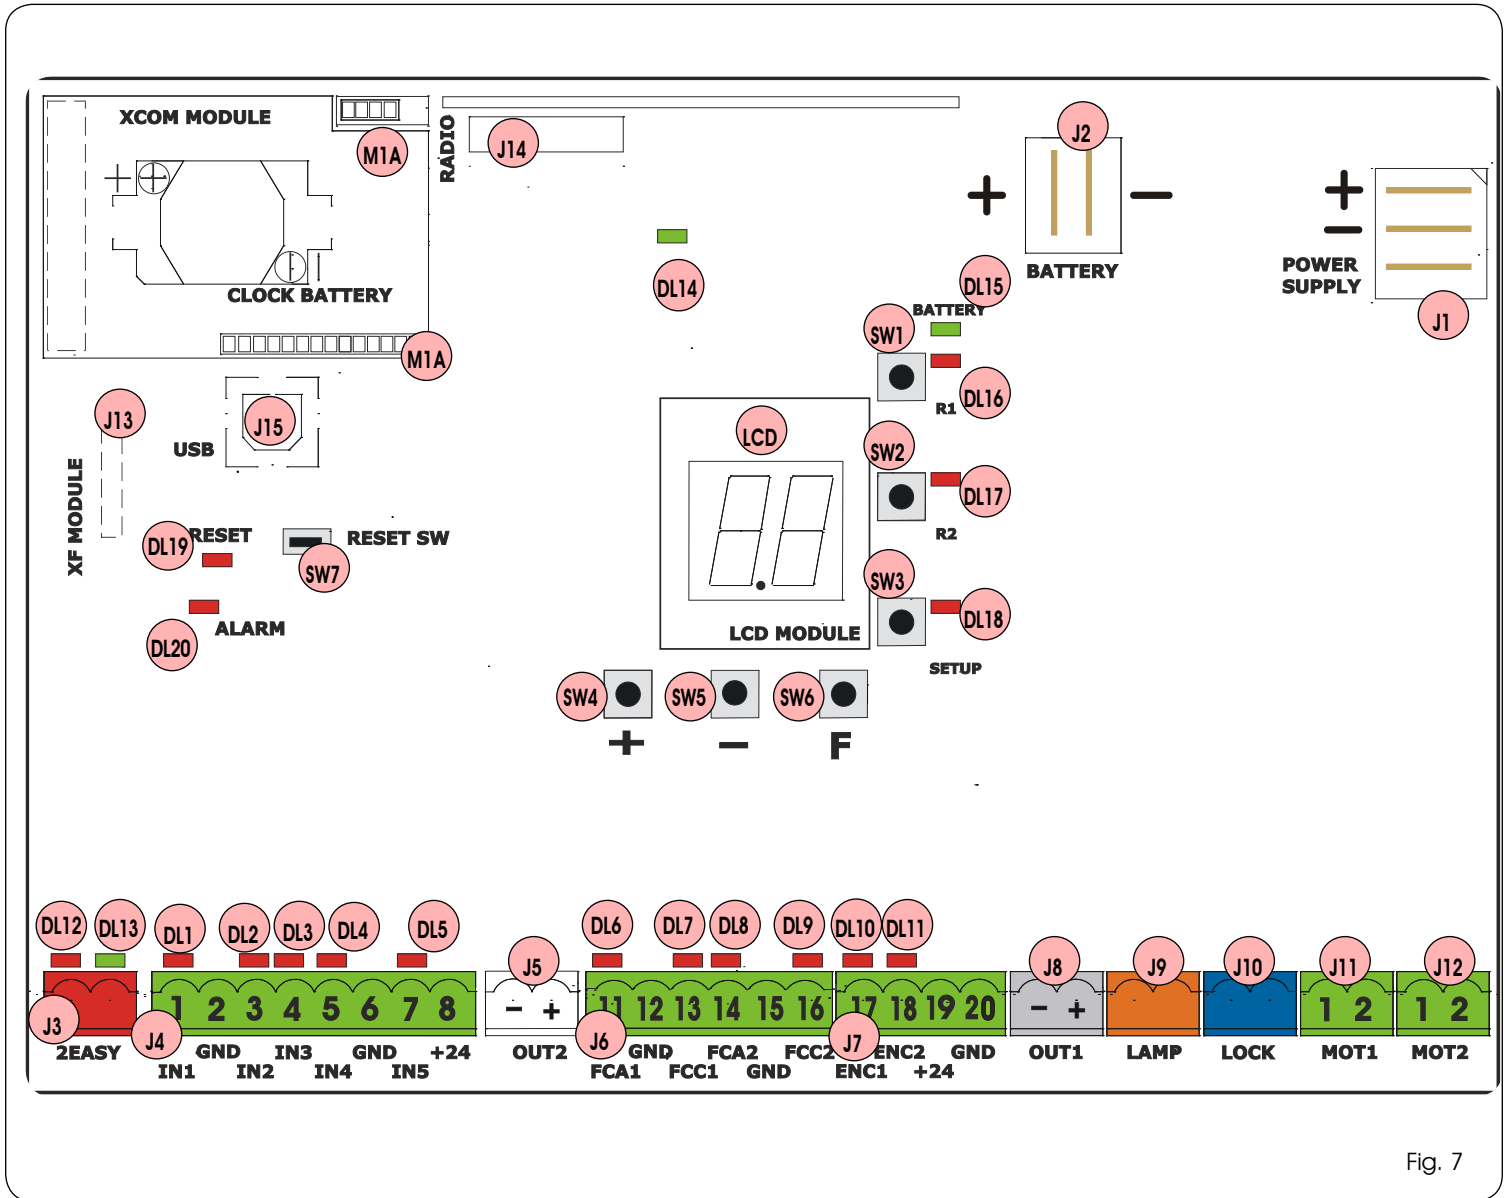 XCOM MODULE
M1A
RADIO
J14
J2
+ −
BATTERY
+
−
POWER
SUPPLY
J1
+ +
CLOCK BATTERY
M1A
DL14
DL15
BATTERY
SW1
DL16
R1
J13
XF MODULE
J15
USB
LCD
LCD MODULE
SW2
DL17
R2
SW3
DL18
SETUP
DL19
RESET
RESET SW
SW7
ALARM
DL20
SW4 SW5 SW6
+ − F
DL12 DL13 DL1 DL2 DL3 DL4 DL5 DL6 DL7 DL8 DL9 DL10 DL11
J5 J8 J9 J10 J11 J12
1 2 3 4 5 6 7 8 − + 11 12 13 14 15 16 17 18 19 20 − + 1 2 1 2
J3 J4 J6 J7
2EASY GND IN3 GND +24 OUT2 GND FCA2 FCC2 ENC2 GND OUT1 LAMP LOCK MOT1 MOT2
IN1 IN2 IN4 IN5 FCA1 FCC1 GND ENC1 +24
Fig. 7